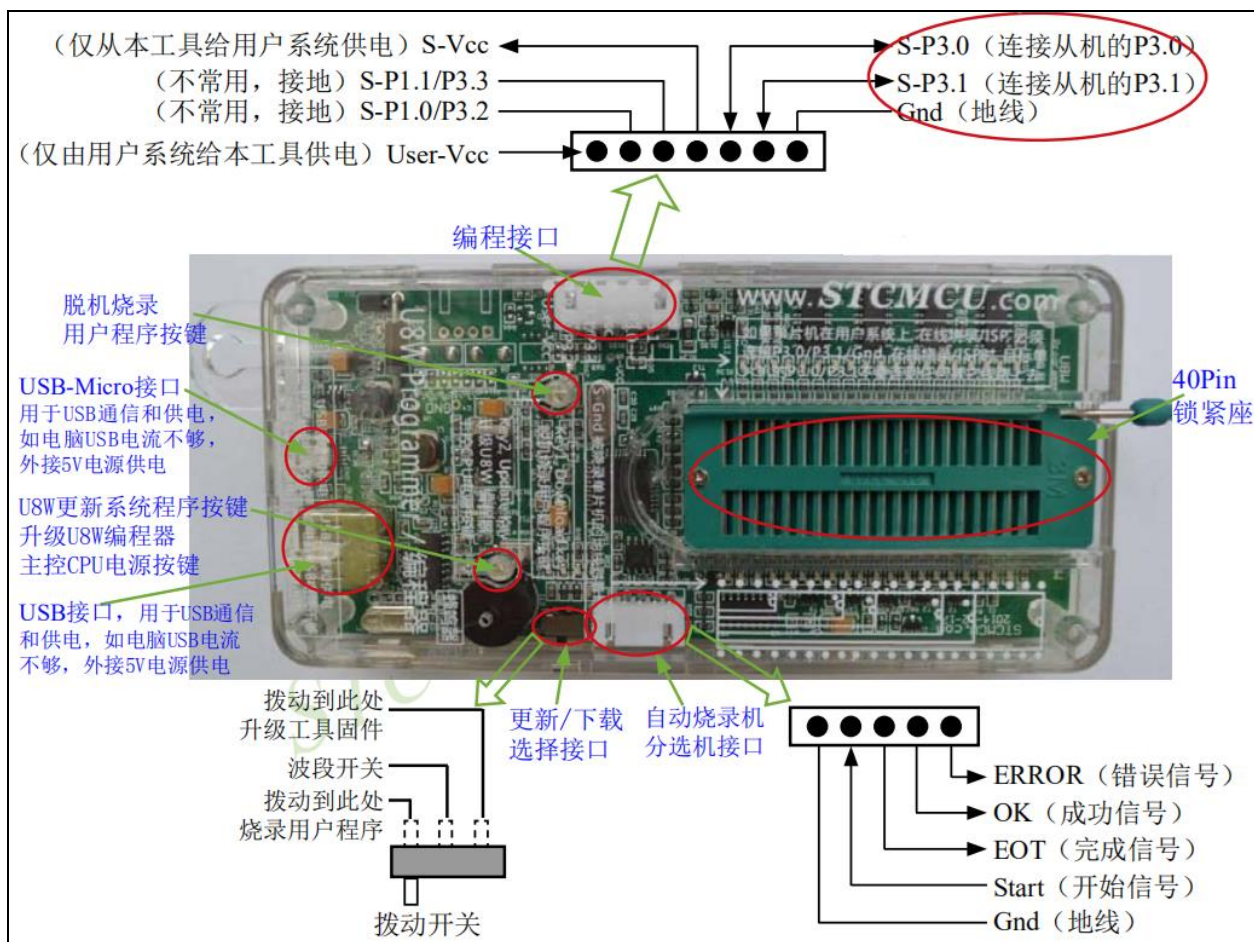 （仅从本工具给用户系统供电）S-Vcc
（不常用，接地）S-P1.1/P3.3
（不常用，接地）S-P1.0/P3.2
（仅由用户系统给本工具供电）User-Vcc
S-P3.0（连接从机的P3.0）
S-P3.1（连接从机的P3.1）
Gnd（地线）
编程接口
脱机烧录
用户程序按键
USB-Micro接口
用于USB通信和供电，
如电脑USB电流不够，
外接5V电源供电
U8W更新系统程序按键
升级U8W编程器
主控CPU电源按键
USB接口，用于USB通信
和供电，如电脑USB电流
不够，外接5V电源供电
www.STCMCU.com
U8W Programmer
40Pin
锁紧座
拨动到此处
升级工具固件
波段开关
拨动到此处
烧录用户程序
拨动开关
更新/下载
选择接口
自动烧录机
分选机接口
ERROR（错误信号）
OK（成功信号）
EOT（完成信号）
Start（开始信号）
Gnd（地线）